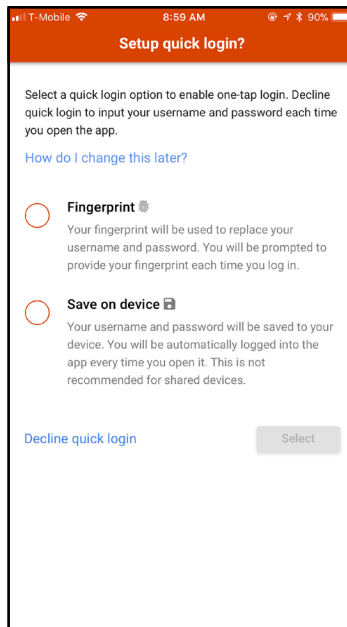 T-Mobile 8:59 AM 90%
Setup quick login?
Select a quick login option to enable one-tap login. Decline
quick login to input your username and password each time
you open the app.
How do I change this later?
Fingerprint
Your fingerprint will be used to replace your
username and password. You will be prompted to
provide your fingerprint each time you log in.
Save on device
Your username and password will be saved to your
device. You will be automatically logged into the
app every time you open it. This is not
recommended for shared devices.
Decline quick login Select